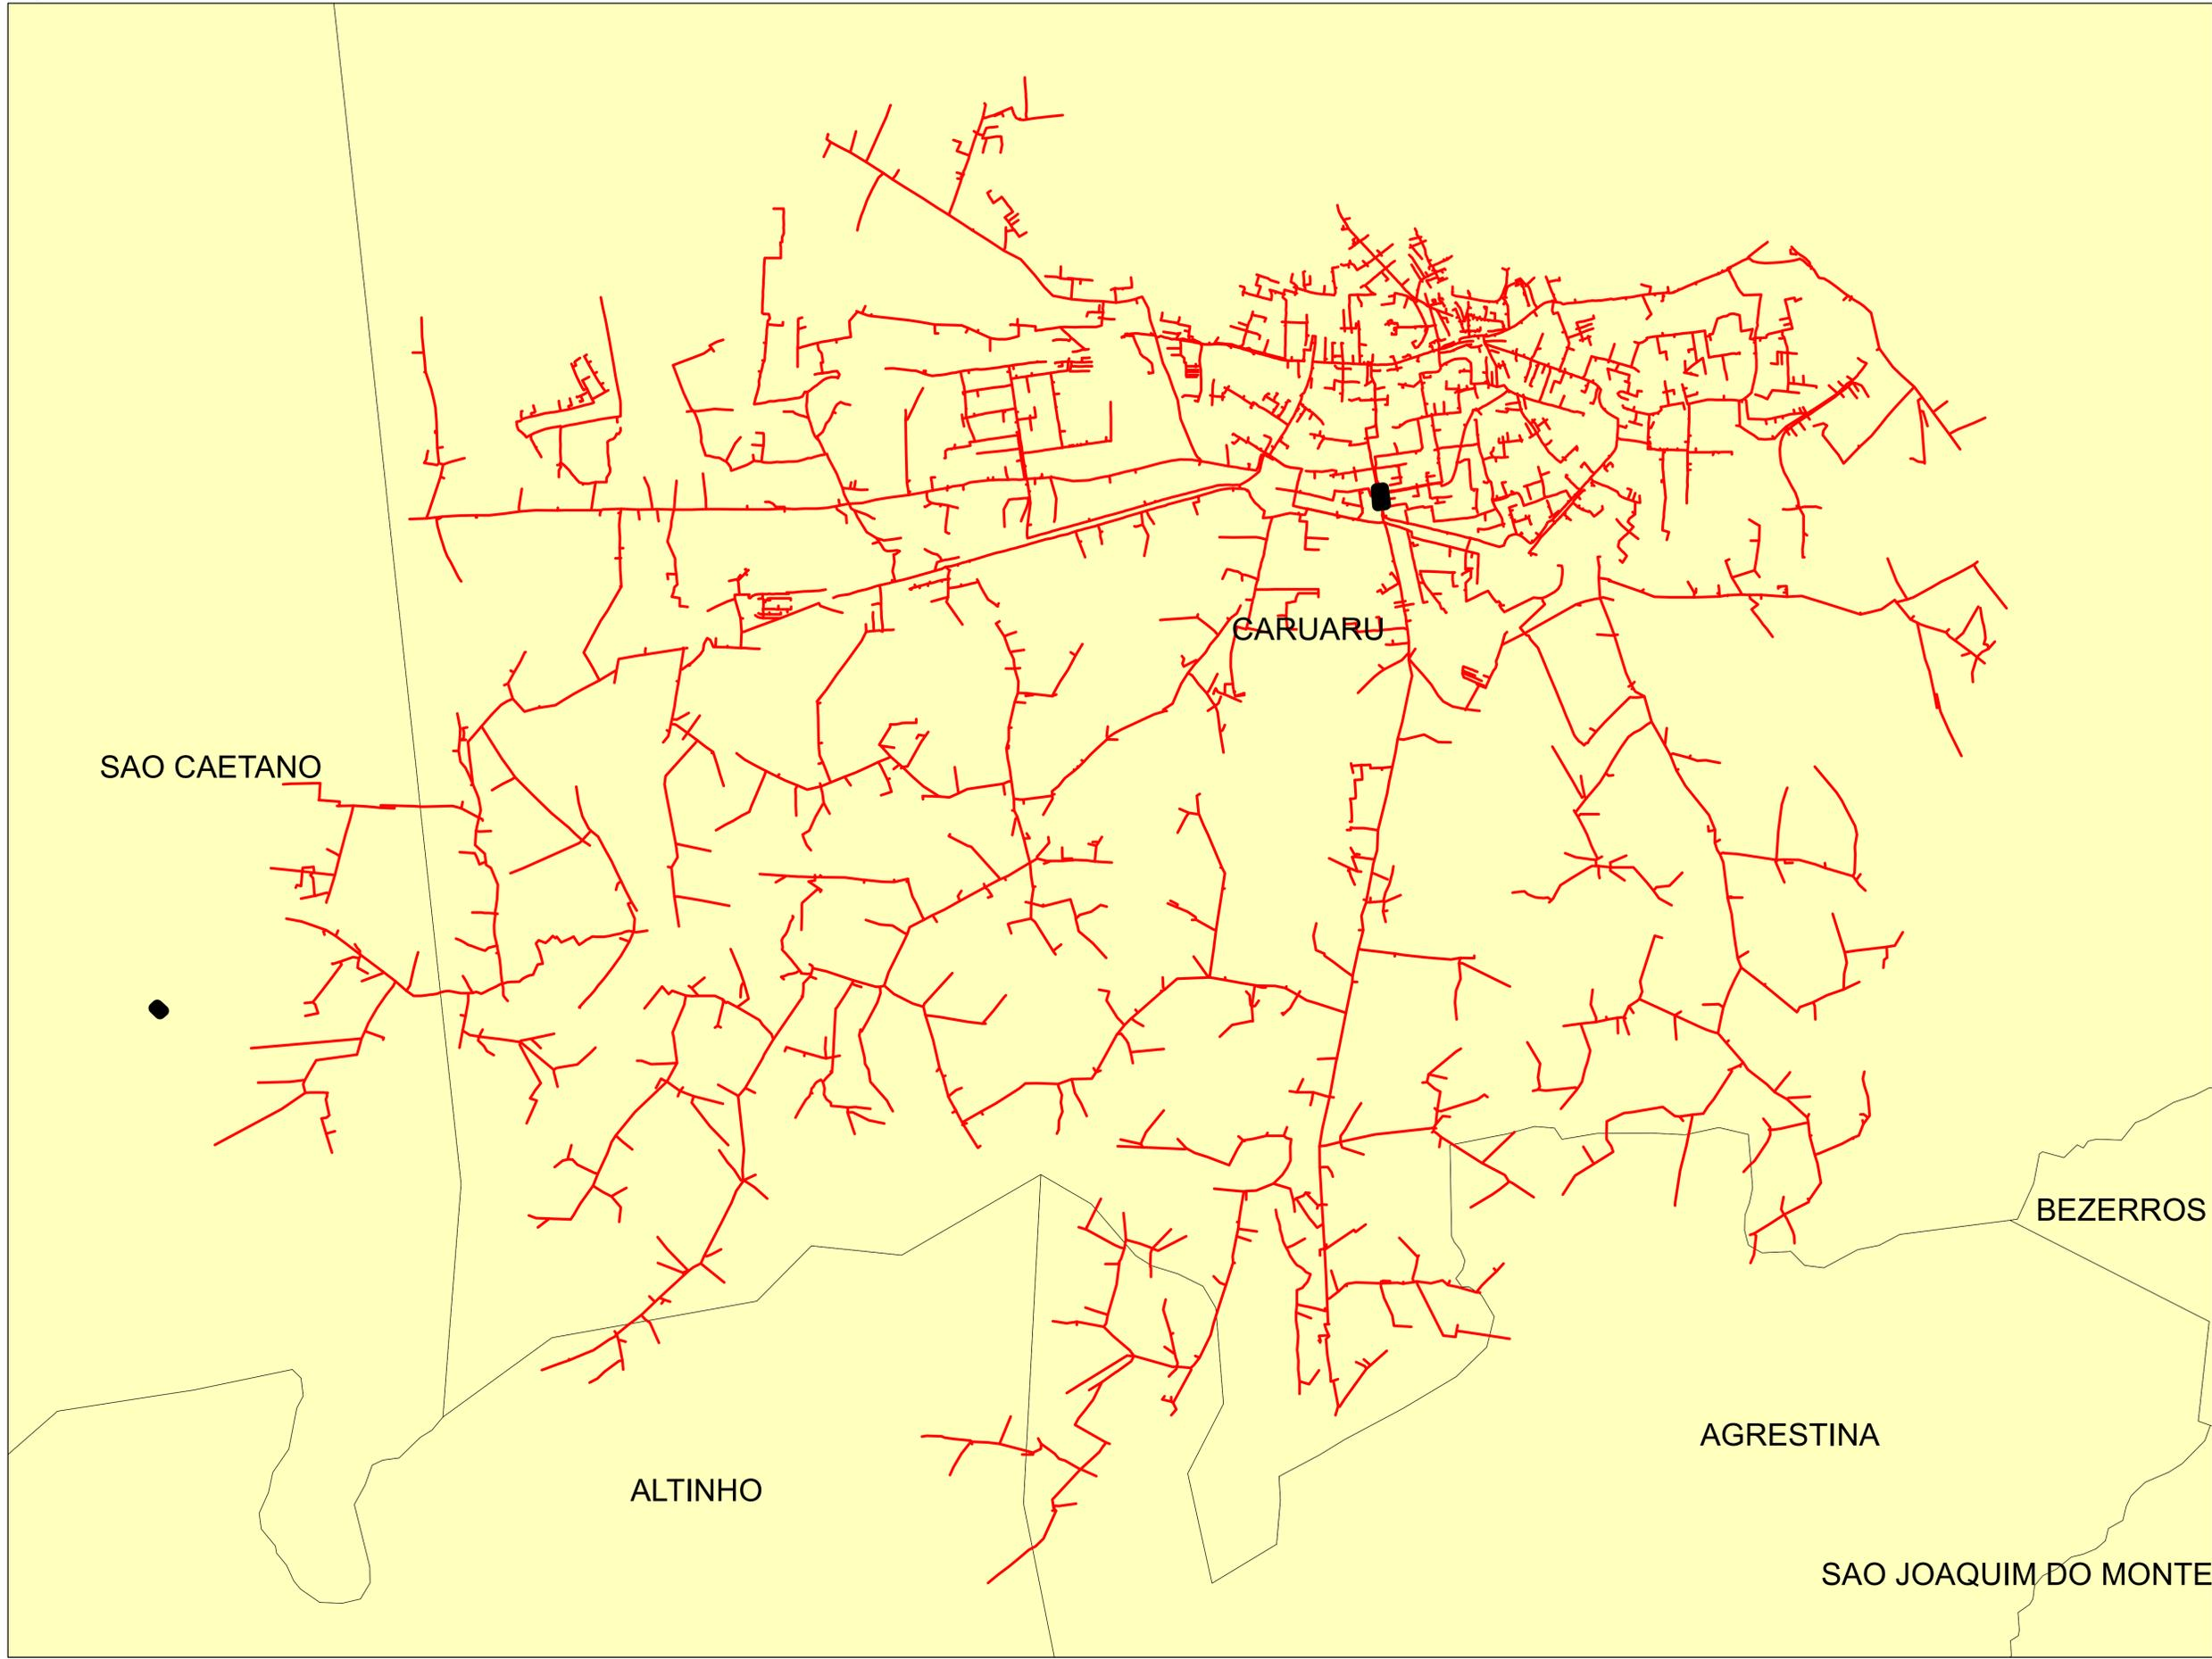 CARUARU
SAO CAETANO
BEZERROS
AGRESTINA
ALTINHO
SAO JOAQUIM DO MONTE